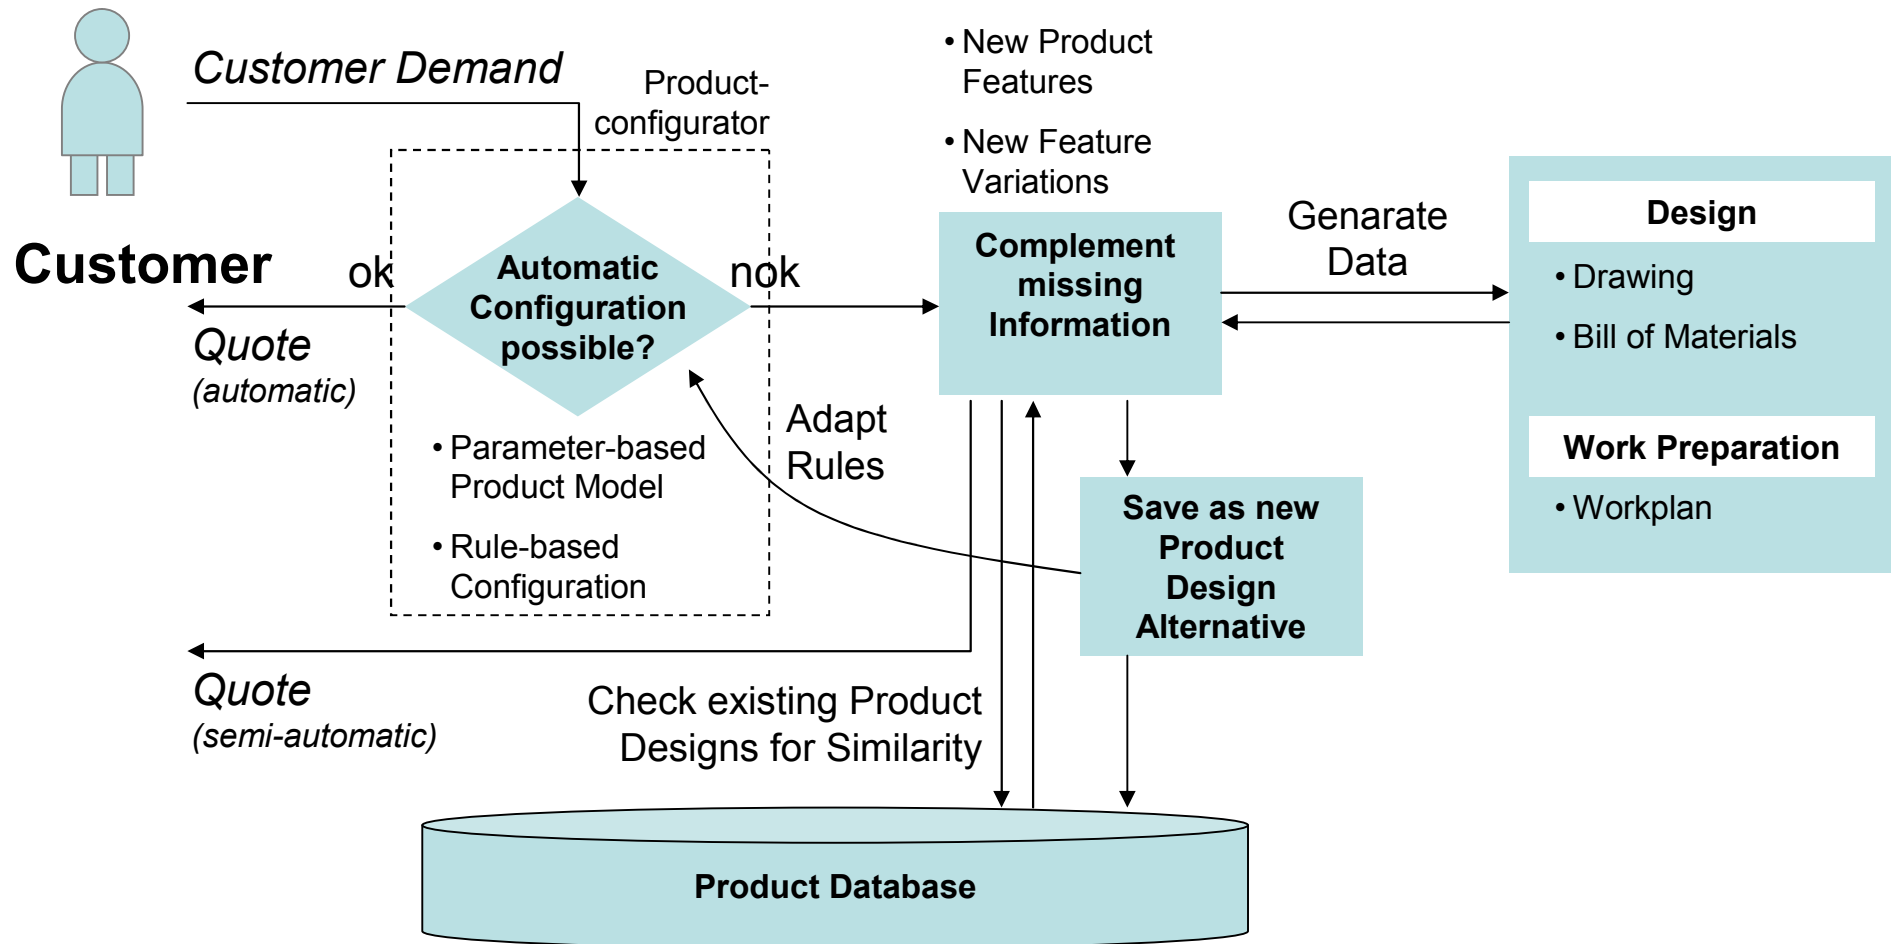 Customer Demand
Product-
configurator
• New Product
Features
• New Feature
Variations
Customer
ok
Automatic
Configuration
possible?
nok
Quote
(automatic)
• Parameter-based
Product Model
• Rule-based
Configuration
Complement
missing
Information
Genarate
Data
Design
• Drawing
• Bill of Materials
Work Preparation
• Workplan
Adapt
Rules
Save as new
Product
Design
Alternative
Quote
(semi-automatic)
Check existing Product
Designs for Similarity
Product Database